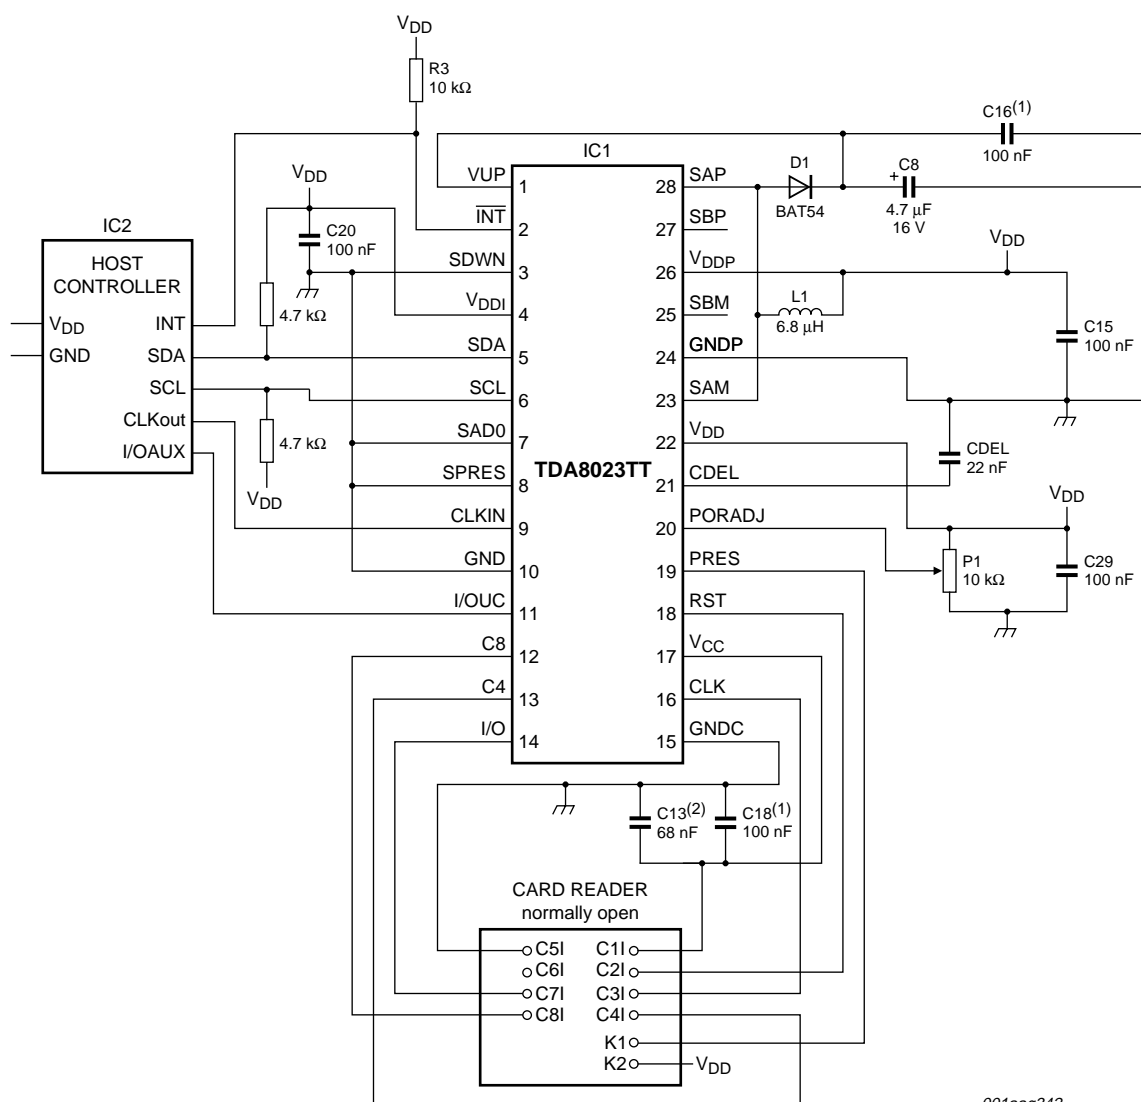 VDD
R3
10 kΩ
C16(1)
100 nF
IC1
VUP 1
28 SAP
D1
BAT54
+ C8
4.7 μF
16 V
VDD
INT 2
27 SBP
C20
100 nF
IC2
HOST
CONTROLLER
SDWN 3
26 VDDP
VDD
VDDI 4
25 SBM
L1
6.8 μH
4.7 kΩ
VDD
GND
INT
SDA
SCL
CLKout
I/OAUX
SDA 5
24 GNDP
C15
100 nF
SCL 6
23 SAM
4.7 kΩ
VDD
SAD0 7
22 VDD
TDA8023TT
CDEL
22 nF
SPRES 8
21 CDEL
VDD
CLKIN 9
20 PORADJ
P1
10 kΩ
C29
100 nF
GND 10
19 PRES
I/OUC 11
18 RST
C8 12
17 VCC
C4 13
16 CLK
I/O 14
15 GNDC
C13(2)
68 nF
C18(1)
100 nF
CARD READER
normally open
C5I C1I
C6I C2I
C7I C3I
C8I C4I
K1
K2 VDD